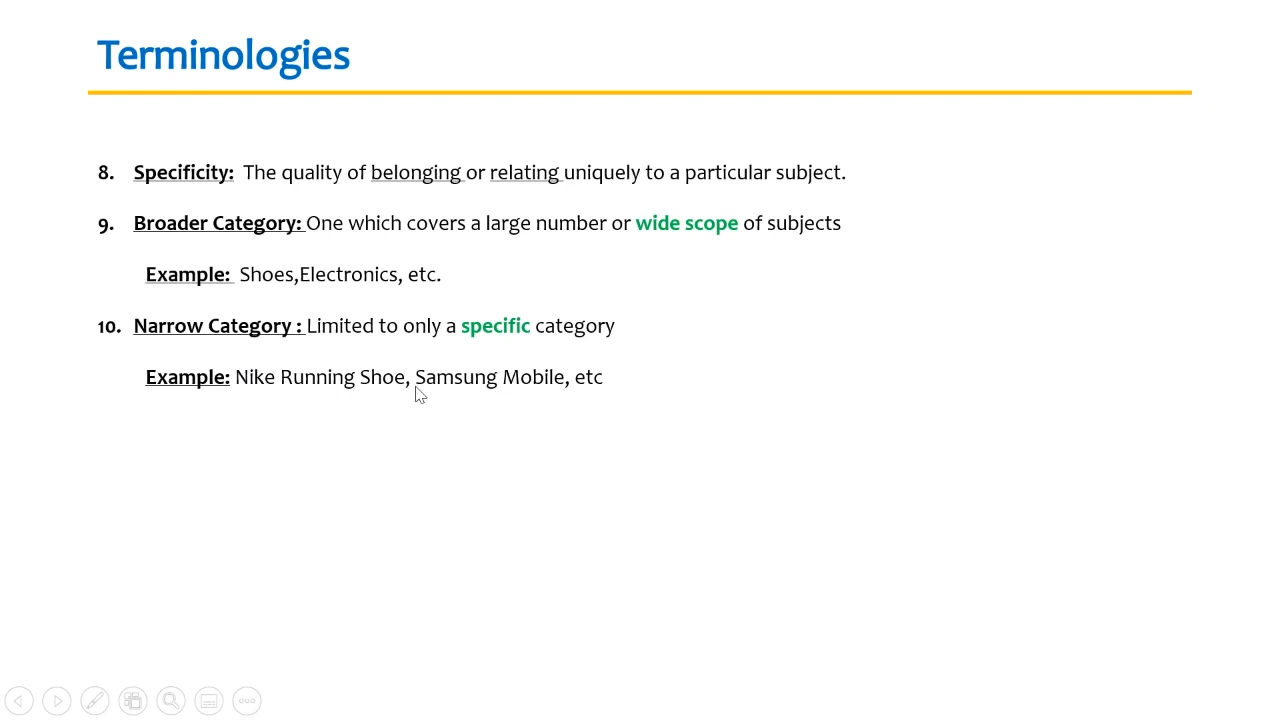 Terminologies
8. Specificity: The quality of belonging or relating uniquely to a particular subject.
9. Broader Category: One which covers a large number or wide scope of subjects
Example: Shoes,Electronics, etc.
10. Narrow Category : Limited to only a specific category
Example: Nike Running Shoe, Samsung Mobile, etc